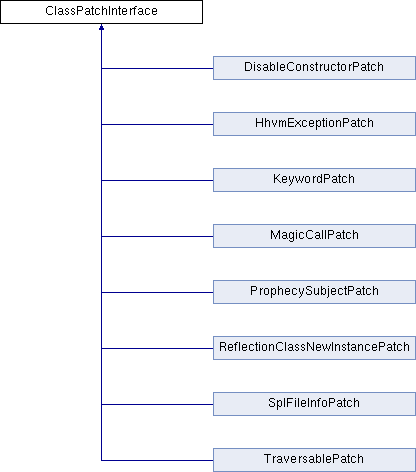 ClassPatchInterface
DisableConstructorPatch
HhvmExceptionPatch
KeywordPatch
MagicCallPatch
ProphecySubjectPatch
ReflectionClassNewInstancePatch
SplFileInfoPatch
TraversablePatch